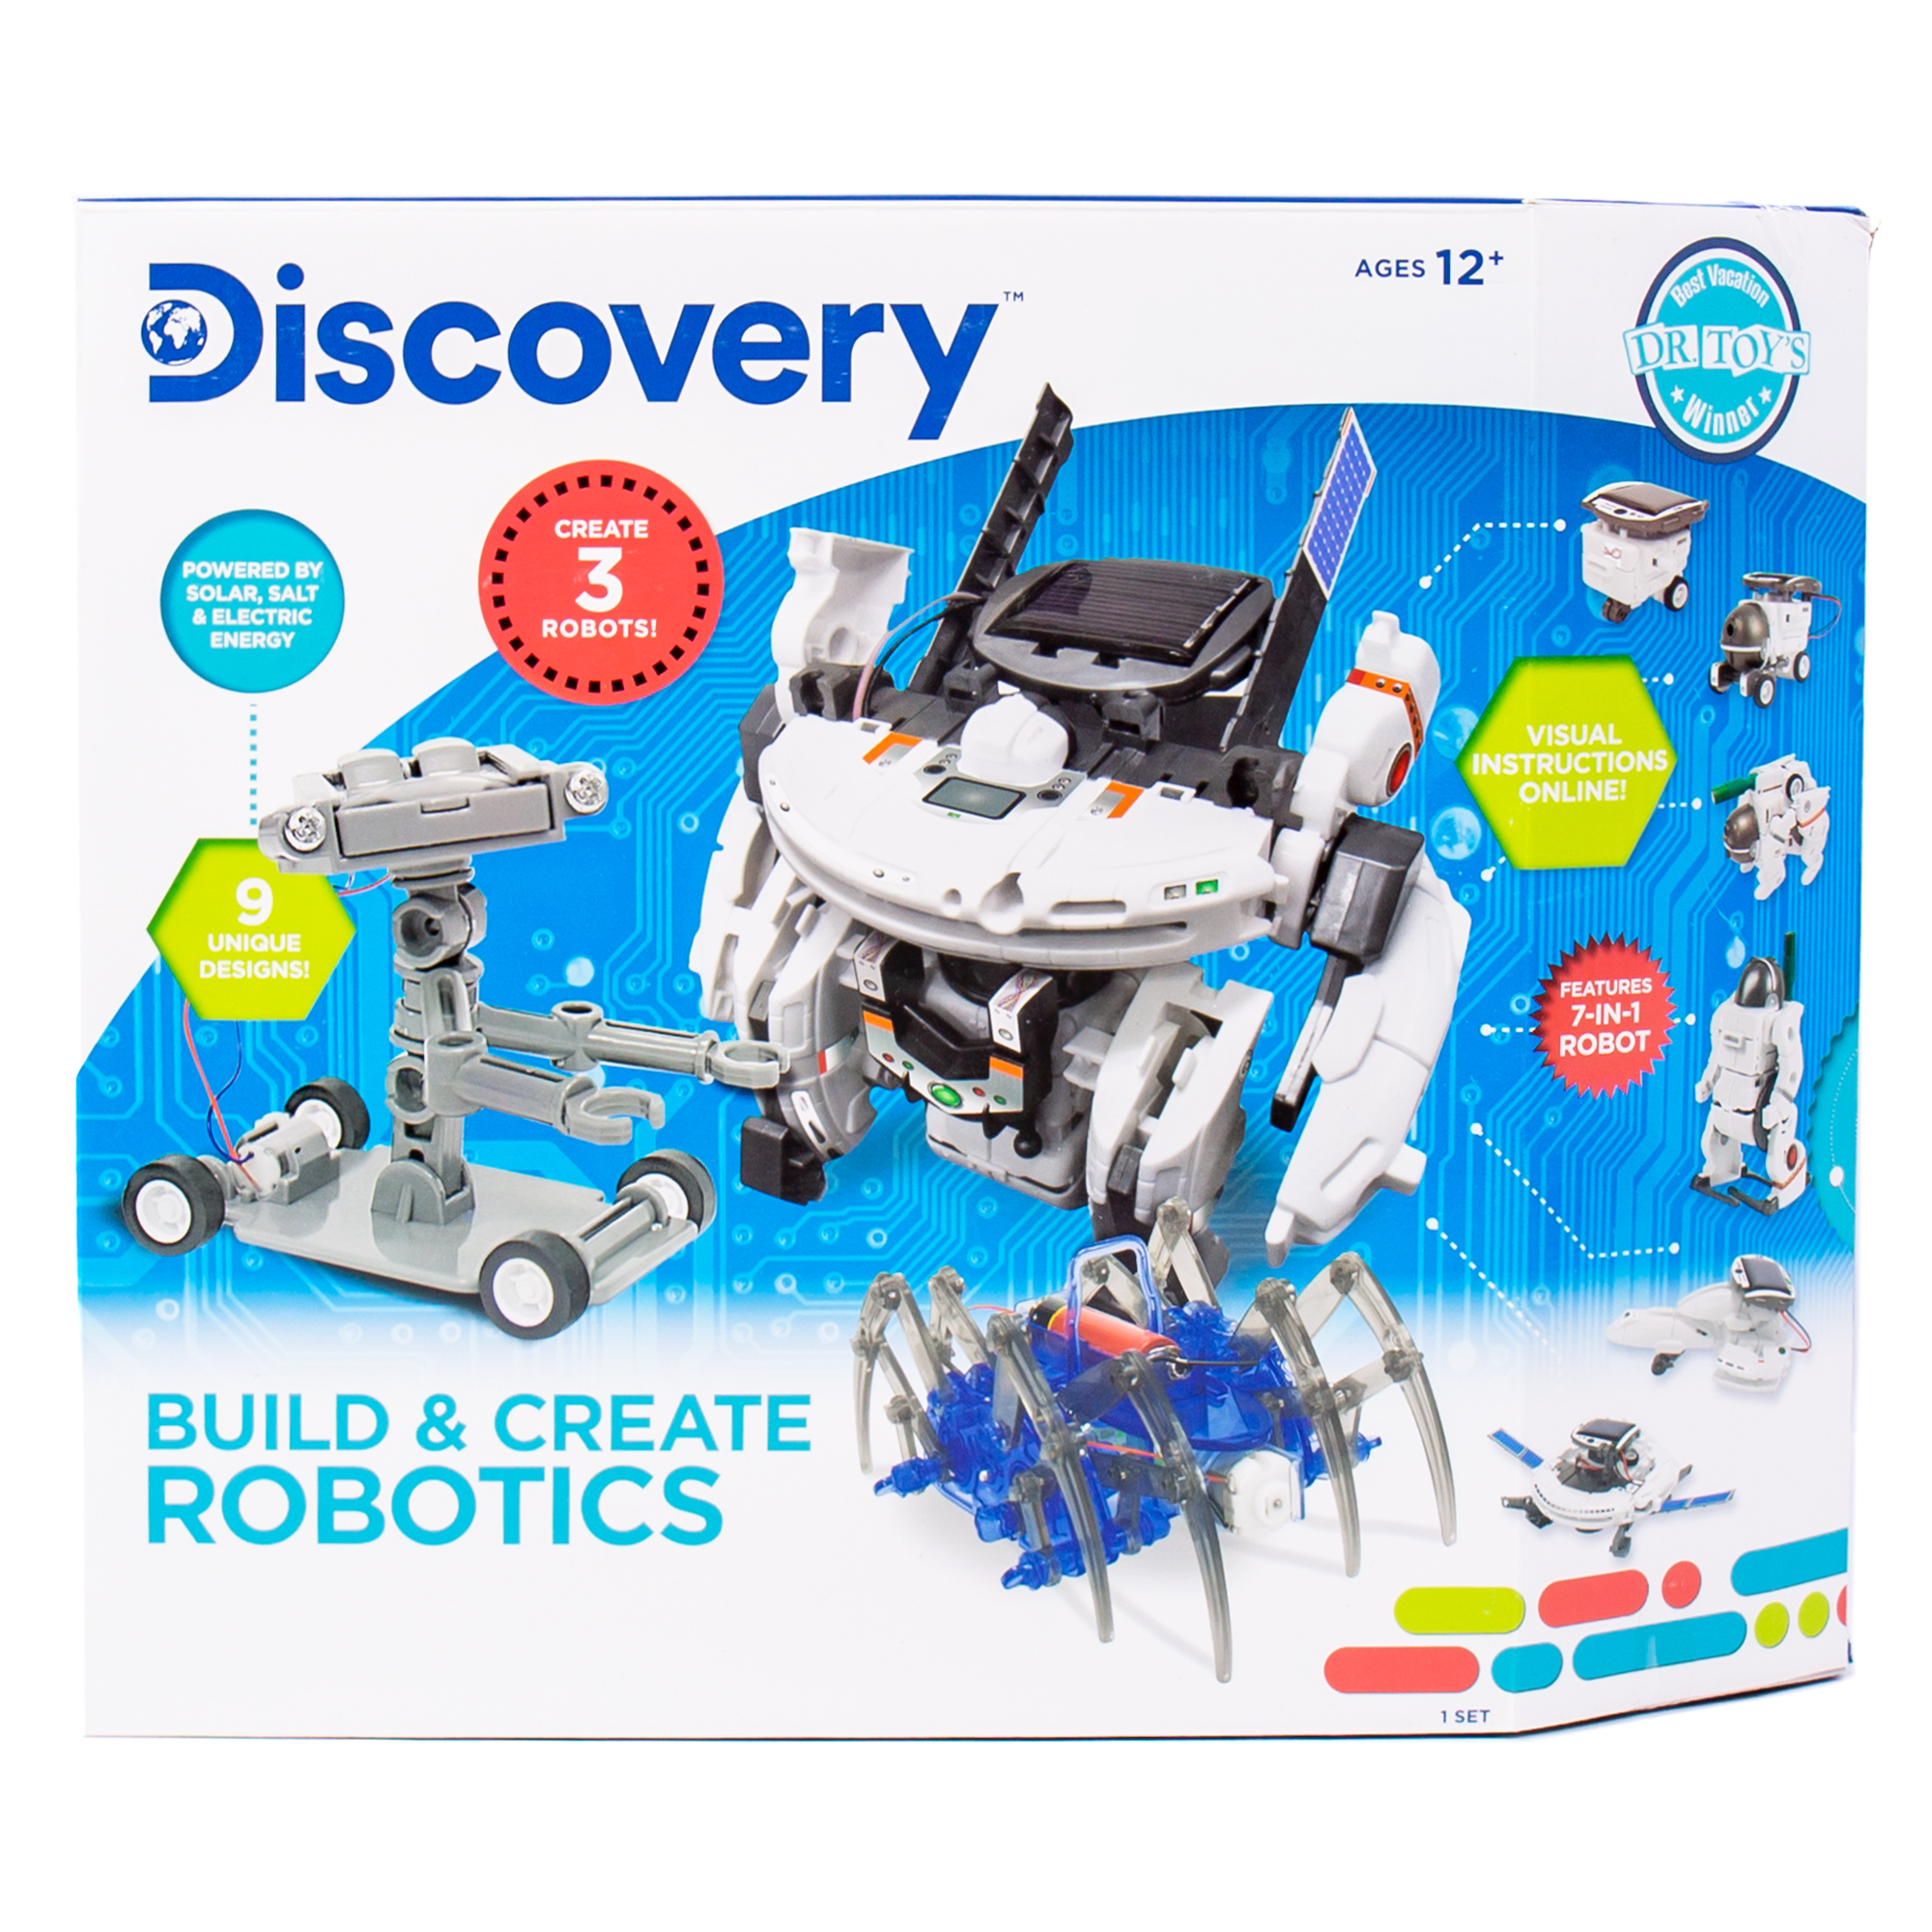 Discovery™
AGES 12+
Best Vacation
DR. TOY'S
Winner
CREATE
3
ROBOTS!
POWERED BY
SOLAR, SALT
& ELECTRIC
ENERGY
9
UNIQUE
DESIGNS!
VISUAL
INSTRUCTIONS
ONLINE!
FEATURES
7-IN-1
ROBOT
BUILD & CREATE
ROBOTICS
1 SET